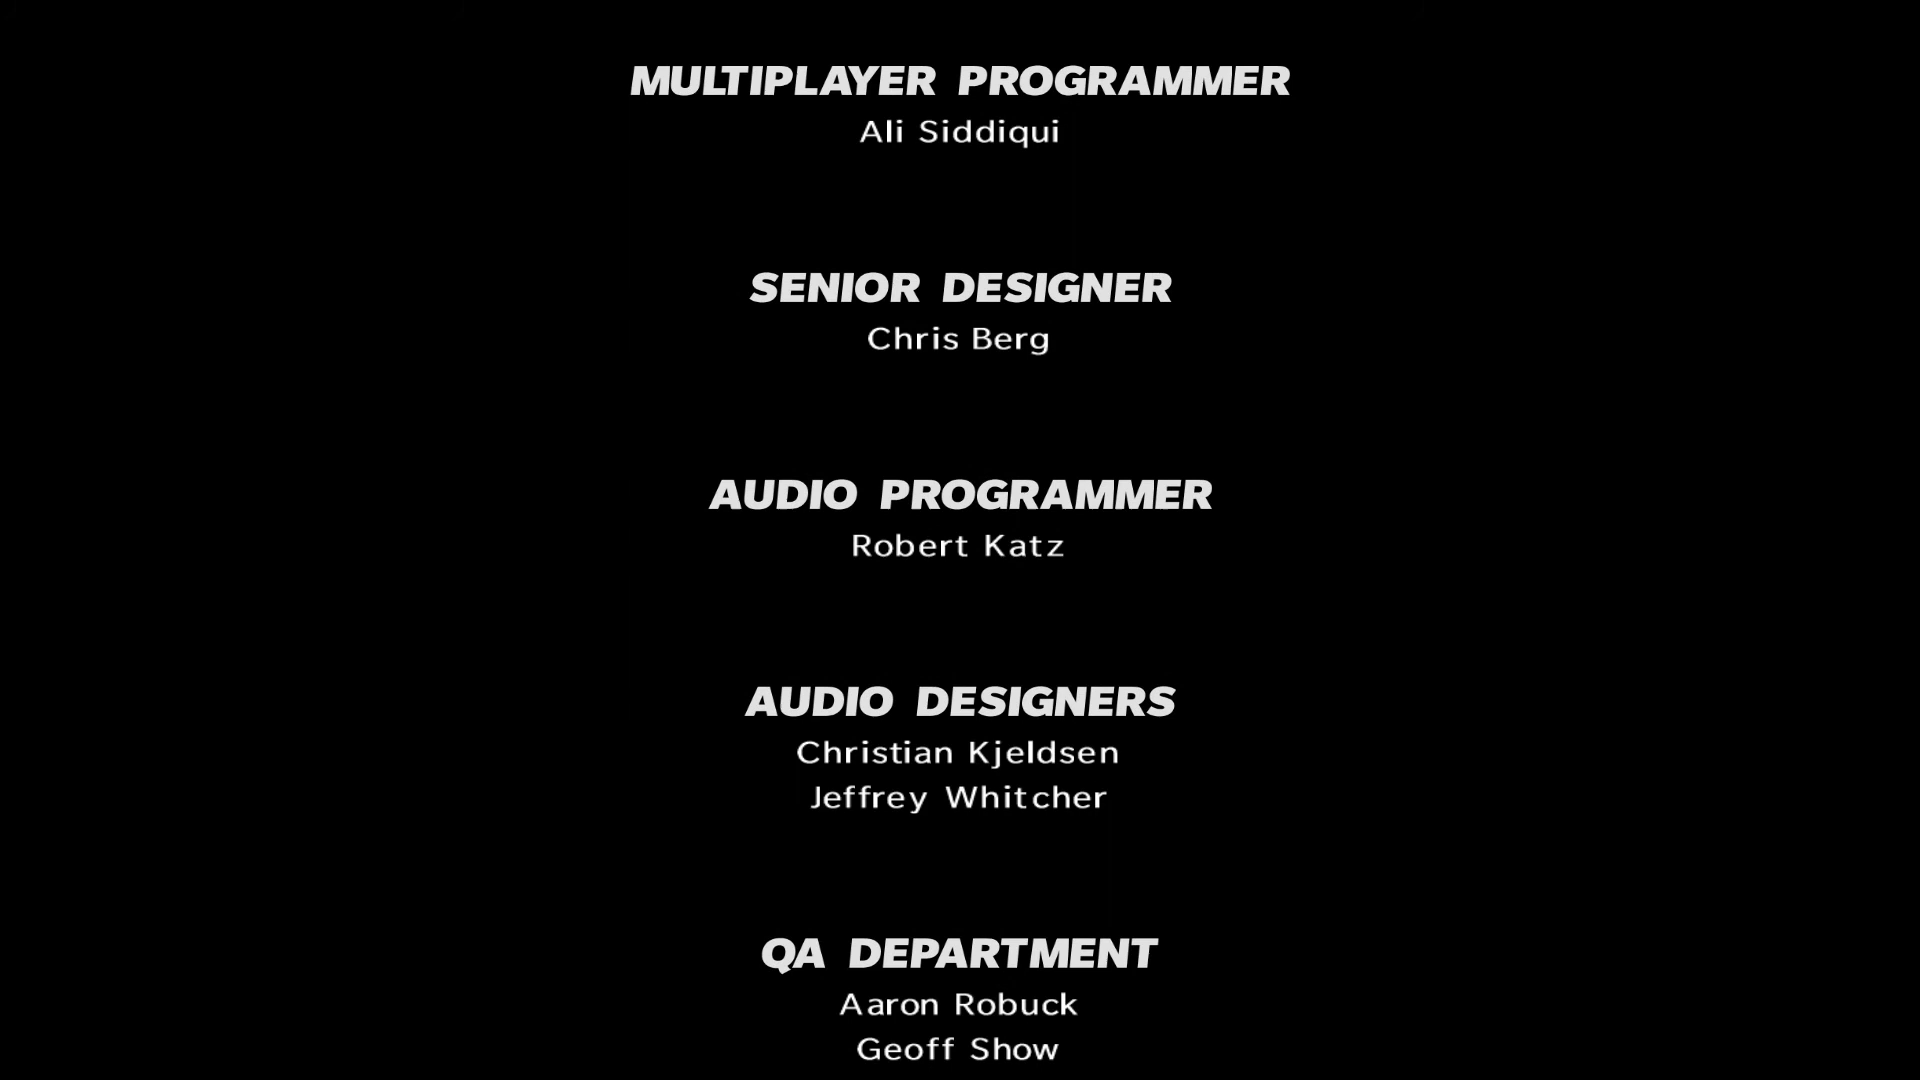 MULTIPLAYER PROGRAMMER
Ali Siddiqui
SENIOR DESIGNER
Chris Berg
AUDIO PROGRAMMER
Robert Katz
AUDIO DESIGNERS
Christian Kjeldsen
Jeffrey Whitcher
QA DEPARTMENT
Aaron Robuck
Geoff Show